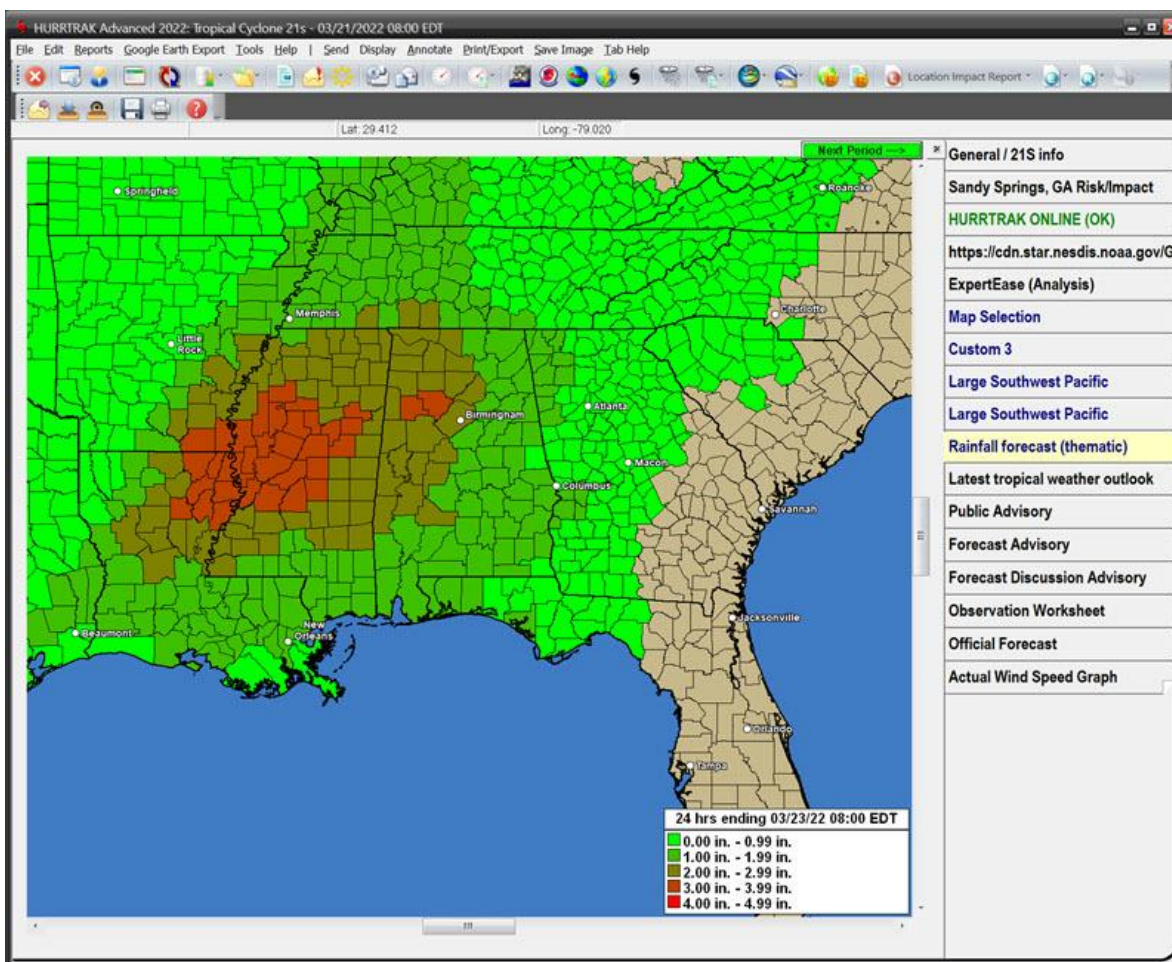 HURRTRAK Advanced 2022: Tropical Cyclone 21s - 03/21/2022 08:00 EDT
File Edit Reports Google Earth Export Tools Help | Send Display Annotate Print/Export Save Image Tab Help
Location Impact Report
Lat: 29.412 Long: -79.020
Next Period --->
Springfield
Roanoke
Memphis
Charlotte
Little
Rock
Atlanta
Birmingham
Macon
Columbus
Savannah
Jacksonville
New
Orleans
Beaumont
Orlando
Tampa
24 hrs ending 03/23/22 08:00 EDT
0.00 in. - 0.99 in.
1.00 in. - 1.99 in.
2.00 in. - 2.99 in.
3.00 in. - 3.99 in.
4.00 in. - 4.99 in.
General / 21S info
Sandy Springs, GA Risk/Impact
HURRTRAK ONLINE (OK)
https://cdn.star.nesdis.noaa.gov/G
ExpertEase (Analysis)
Map Selection
Custom 3
Large Southwest Pacific
Large Southwest Pacific
Rainfall forecast (thematic)
Latest tropical weather outlook
Public Advisory
Forecast Advisory
Forecast Discussion Advisory
Observation Worksheet
Official Forecast
Actual Wind Speed Graph